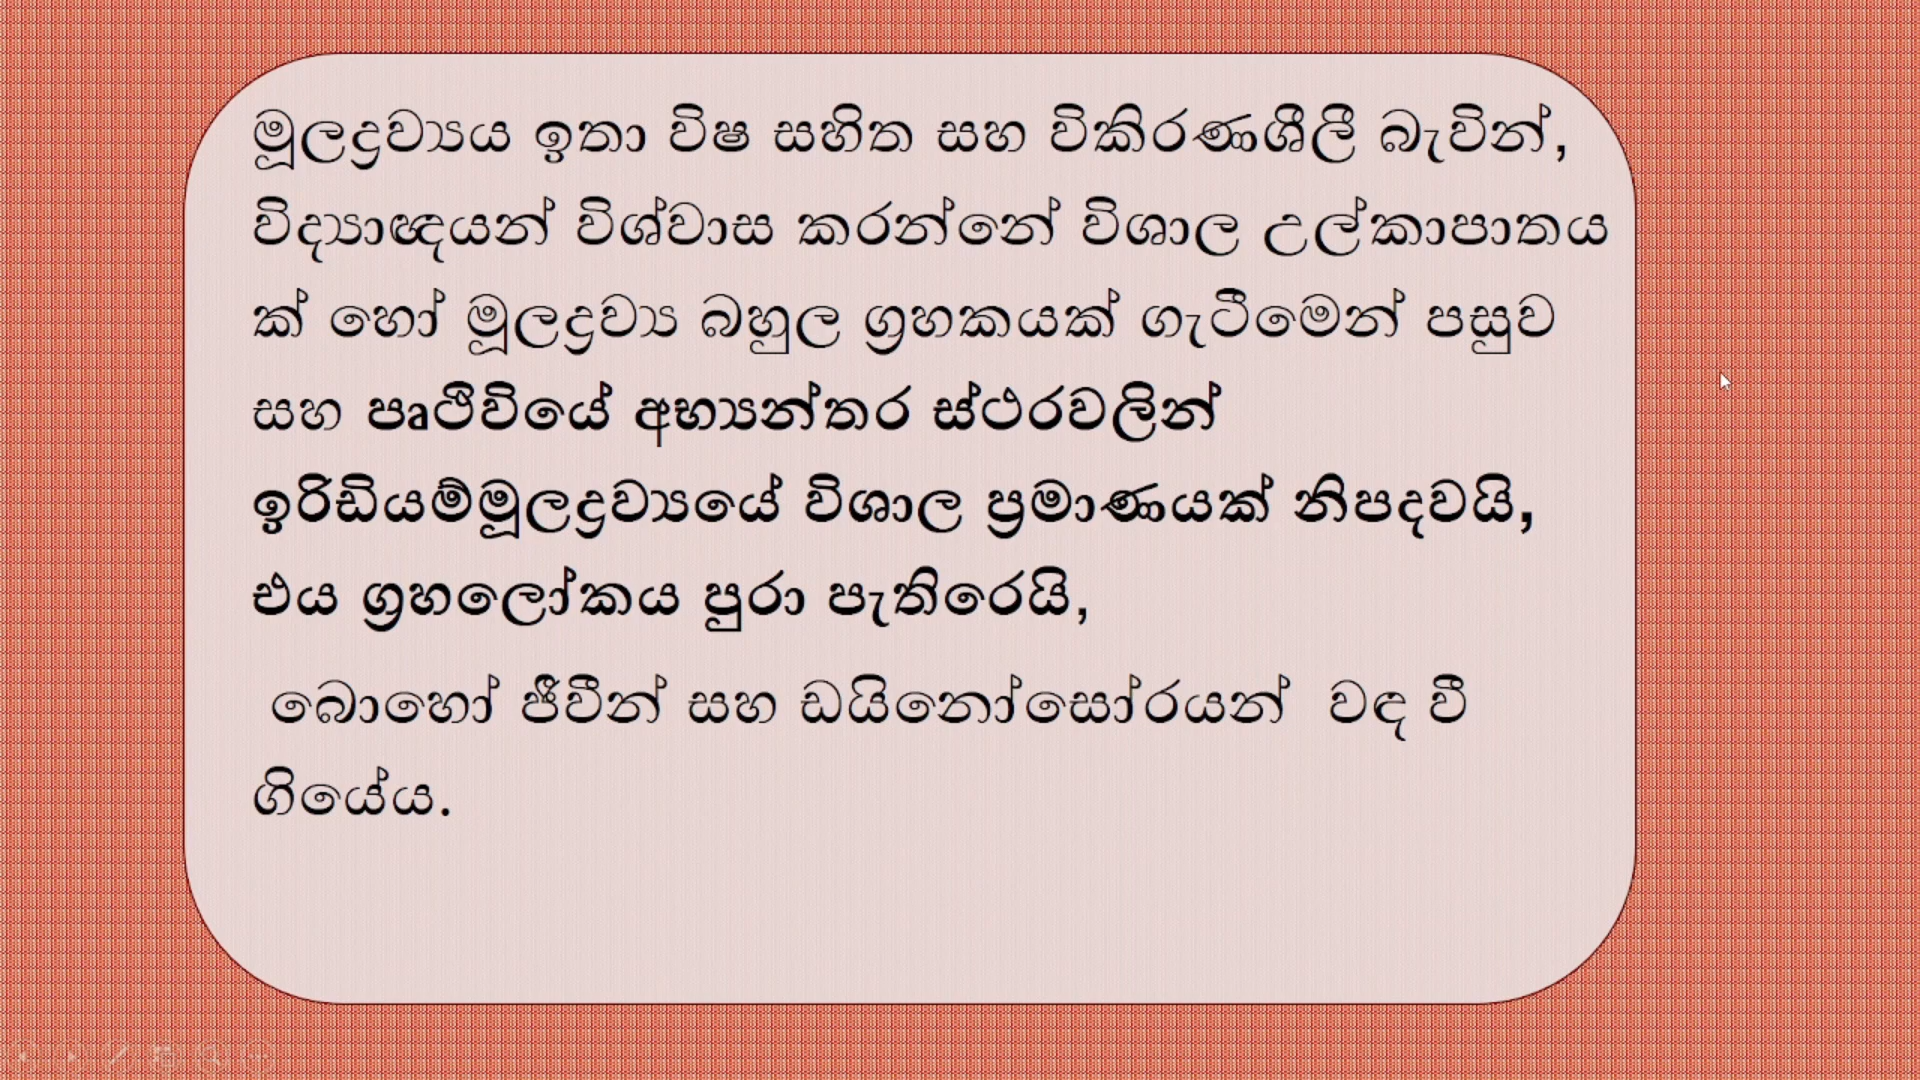 මූලද්‍රව්‍යය ඉතා විෂ සහිත සහ විකිරණශීලී බැවින්,
විද්‍යාඥයන් විශ්වාස කරන්නේ විශාල උල්කාපාතය
ක් හෝ මූලද්‍රව්‍ය බහුල ග්‍රහකයක් ගැටීමෙන් පසුව
සහ පෘථිවියේ අභ්‍යන්තර ස්ථරවලින්
ඉරිඩියම්මූලද්‍රව්‍යයේ විශාල ප්‍රමාණයක් නිපදවයි,
එය ග්‍රහලෝකය පුරා පැතිරෙයි,
බොහෝ ජීවීන් සහ ඩයිනෝසෝරයන් වඳ වී
ගියේය.